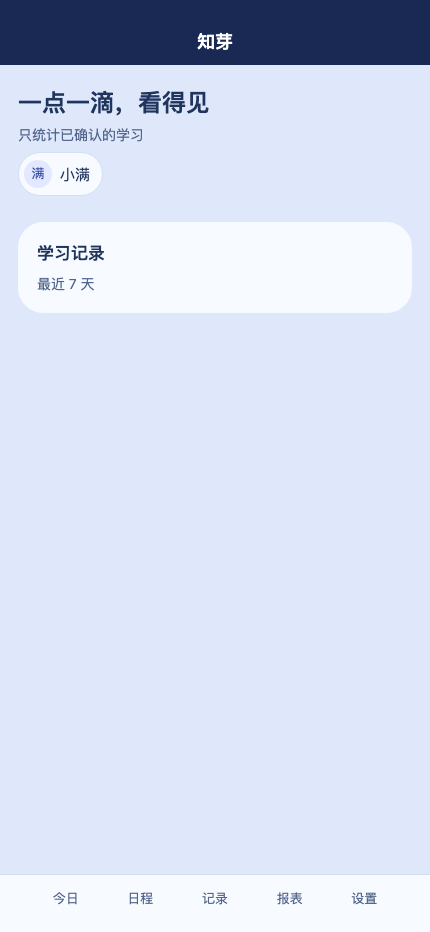 知芽
一点一滴，看得见
只统计已确认的学习
满 小满
学习记录
最近 7 天
今日 日程 记录 报表 设置